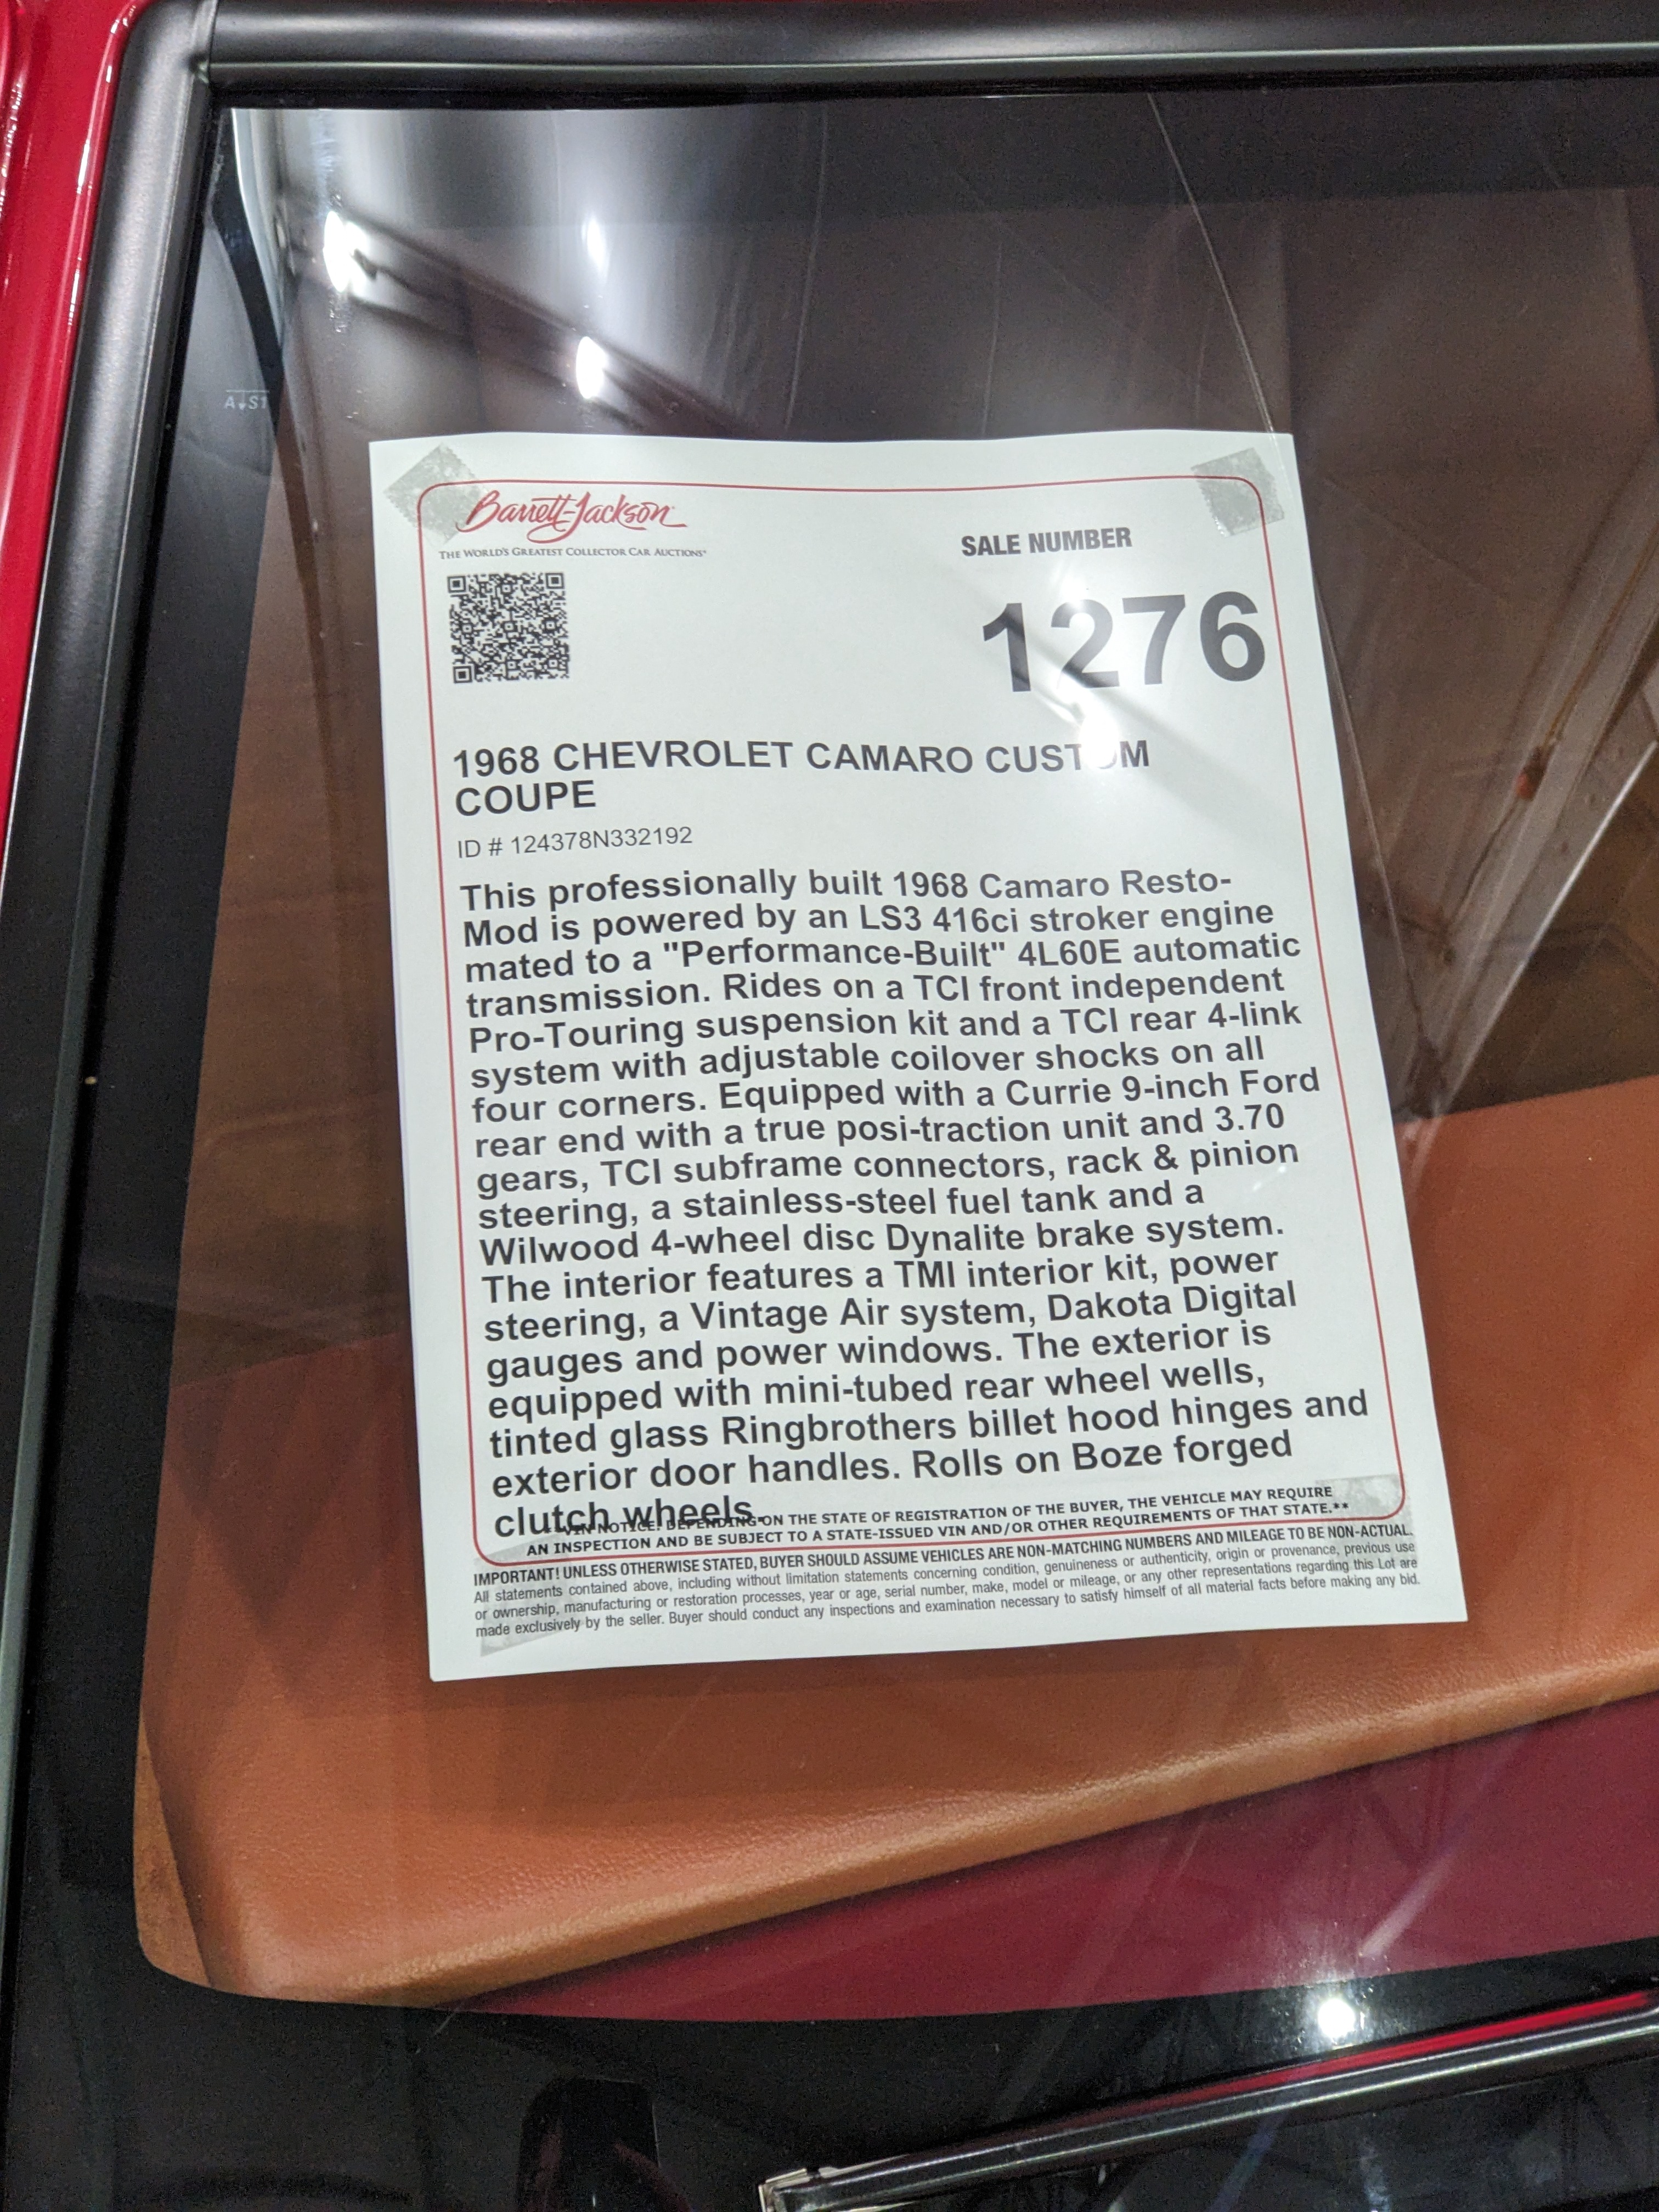 A↓S1
Barrett-Jackson
THE WORLD'S GREATEST COLLECTOR CAR AUCTIONS®
SALE NUMBER
1276
1968 CHEVROLET CAMARO CUSTOM
COUPE
ID # 124378N332192
This professionally built 1968 Camaro Resto-
Mod is powered by an LS3 416ci stroker engine
mated to a "Performance-Built" 4L60E automatic
transmission. Rides on a TCI front independent
Pro-Touring suspension kit and a TCI rear 4-link
system with adjustable coilover shocks on all
four corners. Equipped with a Currie 9-inch Ford
rear end with a true posi-traction unit and 3.70
gears, TCI subframe connectors, rack & pinion
steering, a stainless-steel fuel tank and a
Wilwood 4-wheel disc Dynalite brake system.
The interior features a TMI interior kit, power
steering, a Vintage Air system, Dakota Digital
gauges and power windows. The exterior is
equipped with mini-tubed rear wheel wells,
tinted glass Ringbrothers billet hood hinges and
exterior door handles. Rolls on Boze forged
clutch wheels.
**VIN NOTICE! DEPENDING ON THE STATE OF REGISTRATION OF THE BUYER, THE VEHICLE MAY REQUIRE
AN INSPECTION AND BE SUBJECT TO A STATE-ISSUED VIN AND/OR OTHER REQUIREMENTS OF THAT STATE.**
IMPORTANT! UNLESS OTHERWISE STATED, BUYER SHOULD ASSUME VEHICLES ARE NON-MATCHING NUMBERS AND MILEAGE TO BE NON-ACTUAL.
All statements contained above, including without limitation statements concerning condition, genuineness or authenticity, origin or provenance, previous use
or ownership, manufacturing or restoration processes, year or age, serial number, make, model or mileage, or any other representations regarding this Lot are
made exclusively by the seller. Buyer should conduct any inspections and examination necessary to satisfy himself of all material facts before making any bid.